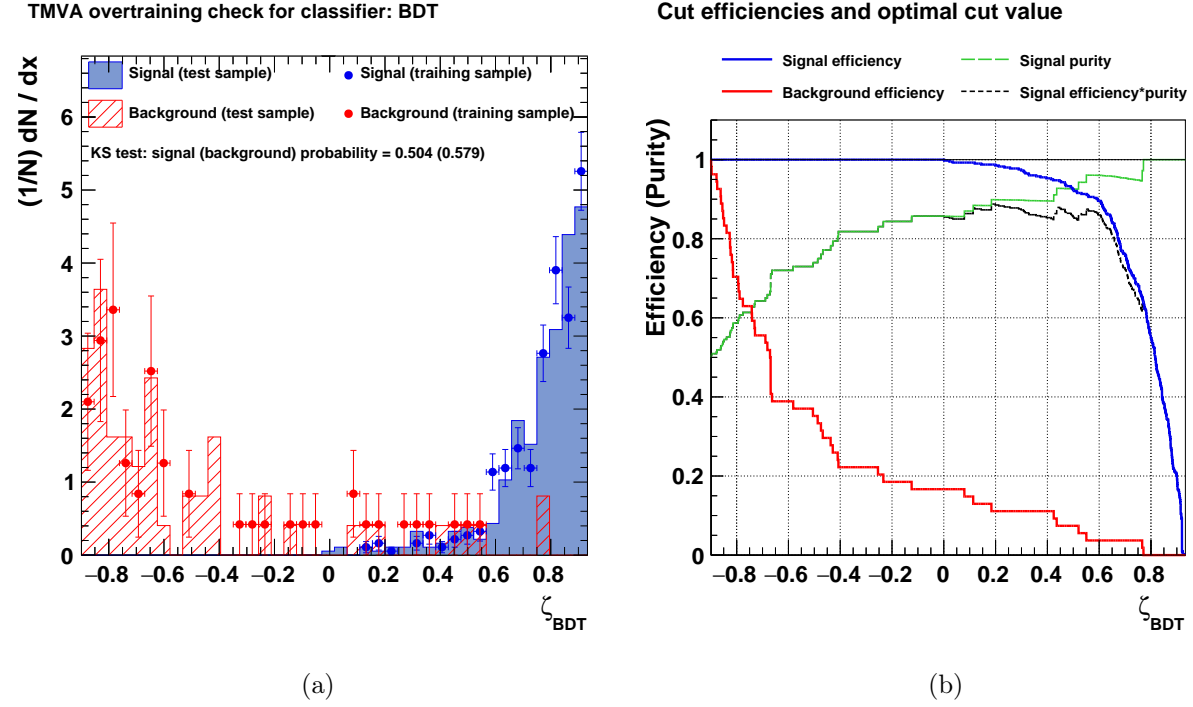 TMVA overtraining check for classifier: BDT
(1/N) dN / dx
Signal (test sample)
Signal (training sample)
Background (test sample)
Background (training sample)
KS test: signal (background) probability = 0.504 (0.579)
6
5
4
3
2
1
0
−0.8 −0.6 −0.4 −0.2 0 0.2 0.4 0.6 0.8
ζBDT
(a)
Cut efficiencies and optimal cut value
Signal efficiency
Signal purity
Background efficiency
Signal efficiency*purity
Efficiency (Purity)
1
0.8
0.6
0.4
0.2
0
−0.8 −0.6 −0.4 −0.2 0 0.2 0.4 0.6 0.8
ζBDT
(b)